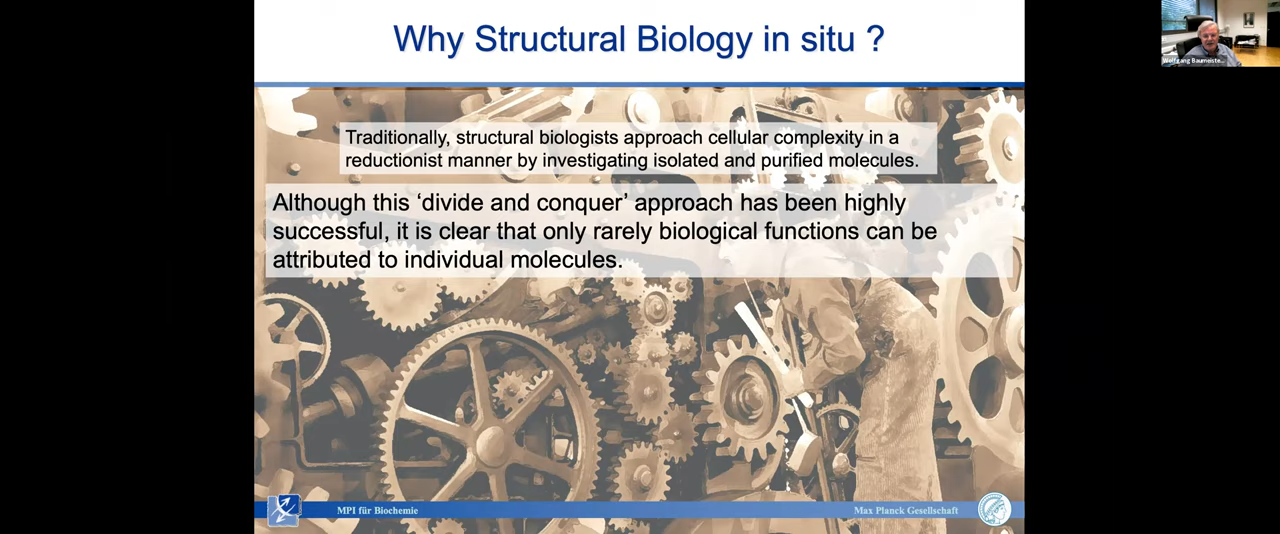 Why Structural Biology in situ ?
Wolfgang Baumeiste...
Traditionally, structural biologists approach cellular complexity in a
reductionist manner by investigating isolated and purified molecules.
Although this ‘divide and conquer’ approach has been highly
successful, it is clear that only rarely biological functions can be
attributed to individual molecules.
MPI für Biochemie
Max Planck Gesellschaft